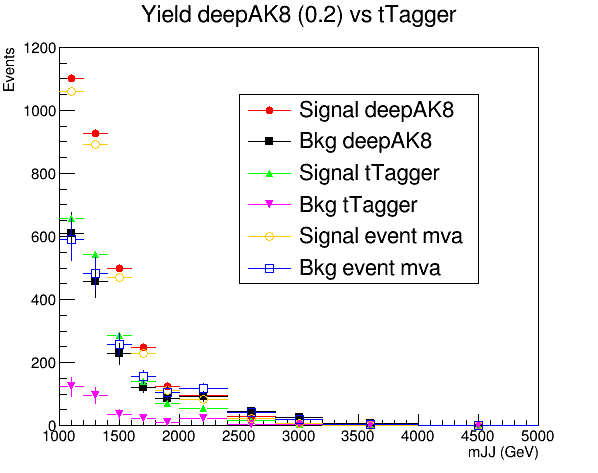 Yield deepAK8 (0.2) vs tTagger
Events
1200
1000
800
600
400
200
0
Signal deepAK8
Bkg deepAK8
Signal tTagger
Bkg tTagger
Signal event mva
Bkg event mva
1000 1500 2000 2500 3000 3500 4000 4500 5000
mJJ (GeV)